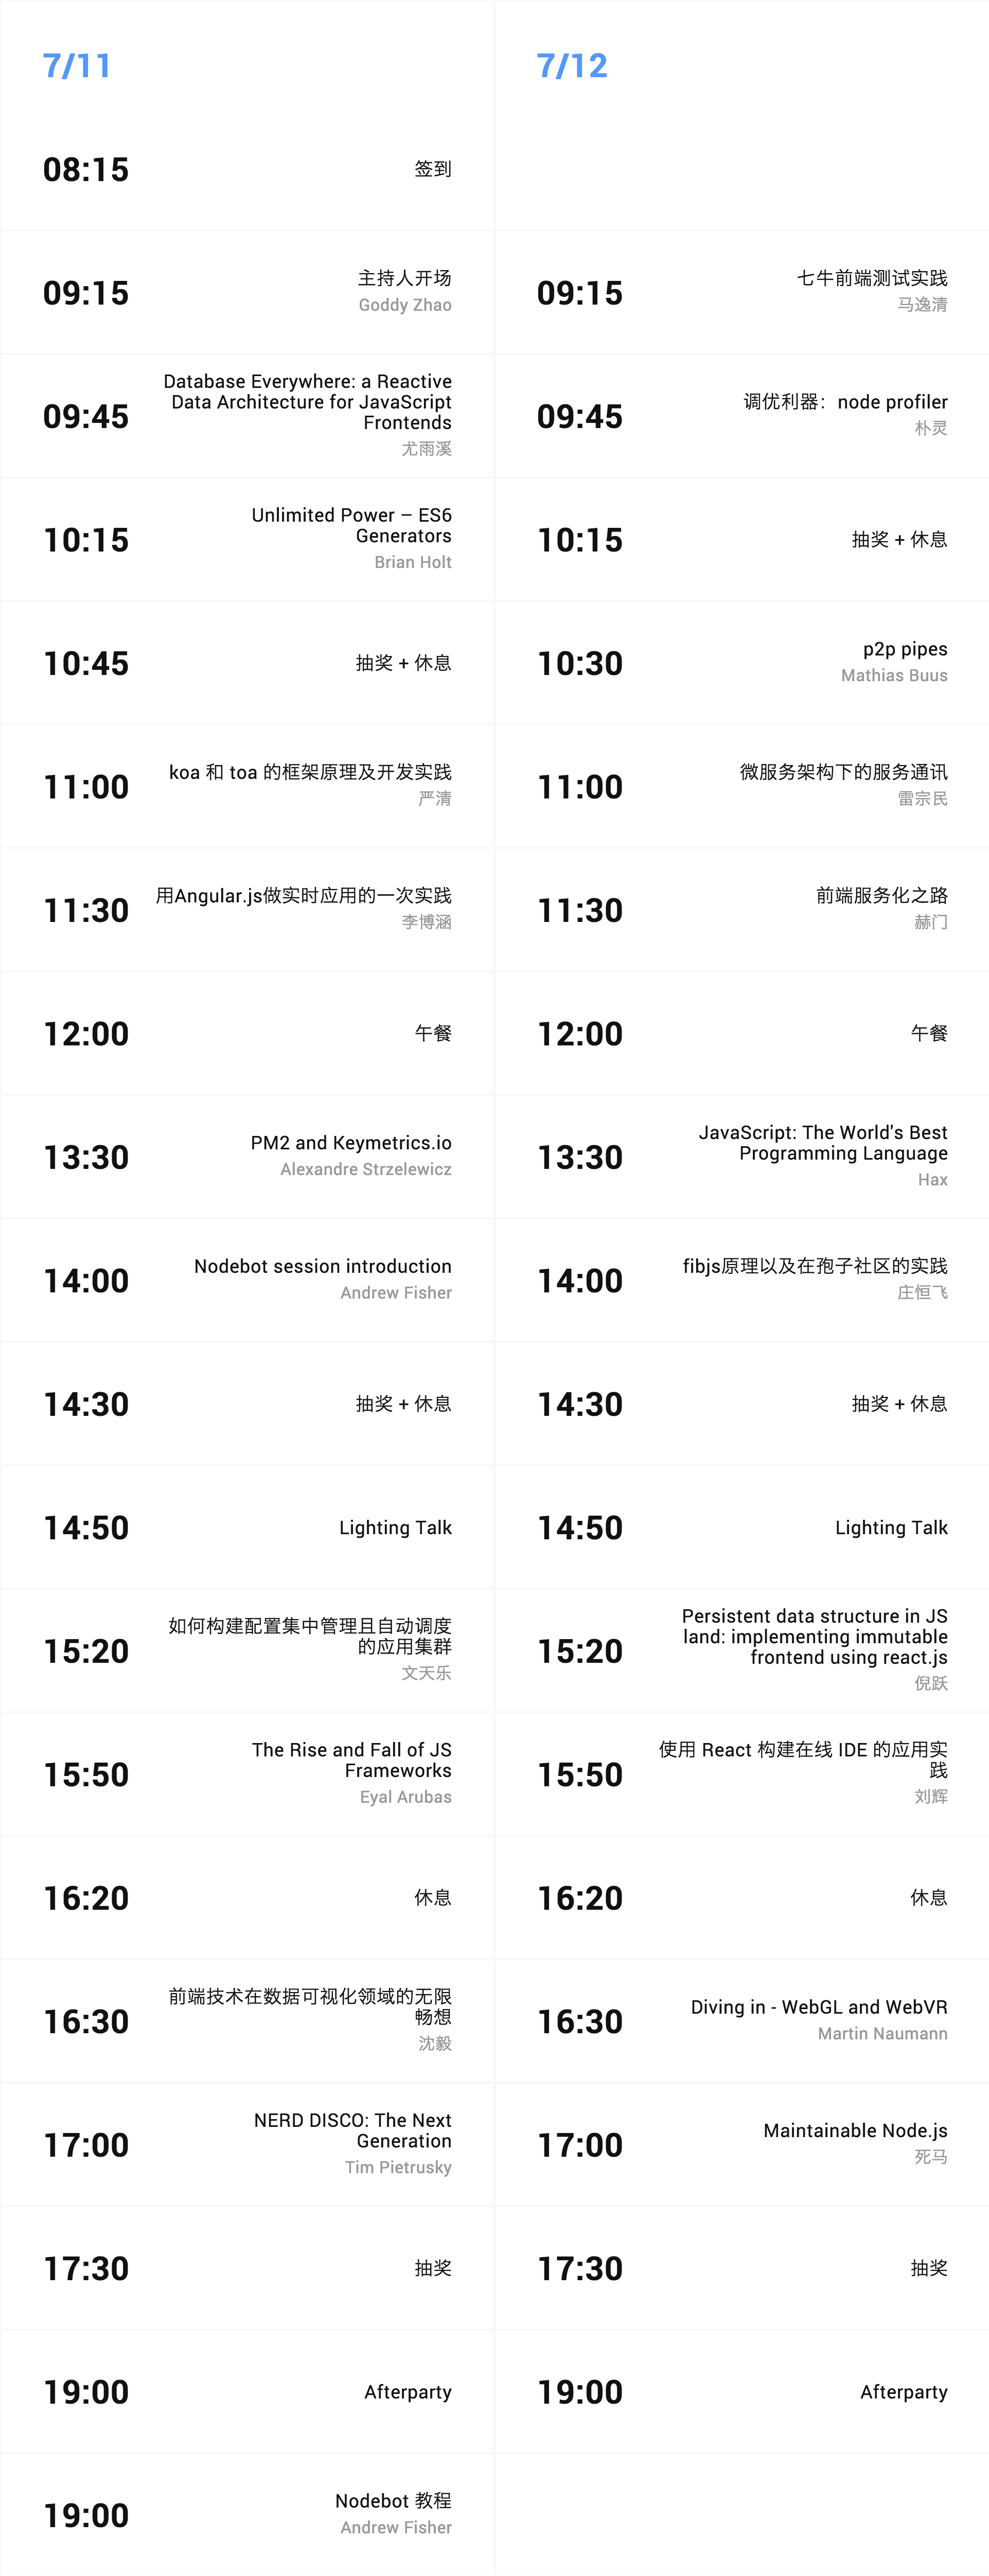 7/11
08:15
签到
09:15
主持人开场
Goddy Zhao
09:45
Database Everywhere: a Reactive
Data Architecture for JavaScript
Frontends
尤雨溪
10:15
Unlimited Power – ES6
Generators
Brian Holt
10:45
抽奖 + 休息
11:00
koa 和 toa 的框架原理及开发实践
严清
11:30
用Angular.js做实时应用的一次实践
李博涵
12:00
午餐
13:30
PM2 and Keymetrics.io
Alexandre Strzelewicz
14:00
Nodebot session introduction
Andrew Fisher
14:30
抽奖 + 休息
14:50
Lighting Talk
15:20
如何构建配置集中管理且自动调度
的应用集群
文天乐
15:50
The Rise and Fall of JS
Frameworks
Eyal Arubas
16:20
休息
16:30
前端技术在数据可视化领域的无限
畅想
沈毅
17:00
NERD DISCO: The Next
Generation
Tim Pietrusky
17:30
抽奖
19:00
Afterparty
19:00
Nodebot 教程
Andrew Fisher
7/12
09:15
七牛前端测试实践
马逸清
09:45
调优利器：node profiler
朴灵
10:15
抽奖 + 休息
10:30
p2p pipes
Mathias Buus
11:00
微服务架构下的服务通讯
雷宗民
11:30
前端服务化之路
赫门
12:00
午餐
13:30
JavaScript: The World's Best
Programming Language
Hax
14:00
fibjs原理以及在孢子社区的实践
庄恒飞
14:30
抽奖 + 休息
14:50
Lighting Talk
15:20
Persistent data structure in JS
land: implementing immutable
frontend using react.js
倪跃
15:50
使用 React 构建在线 IDE 的应用实
践
刘辉
16:20
休息
16:30
Diving in - WebGL and WebVR
Martin Naumann
17:00
Maintainable Node.js
死马
17:30
抽奖
19:00
Afterparty